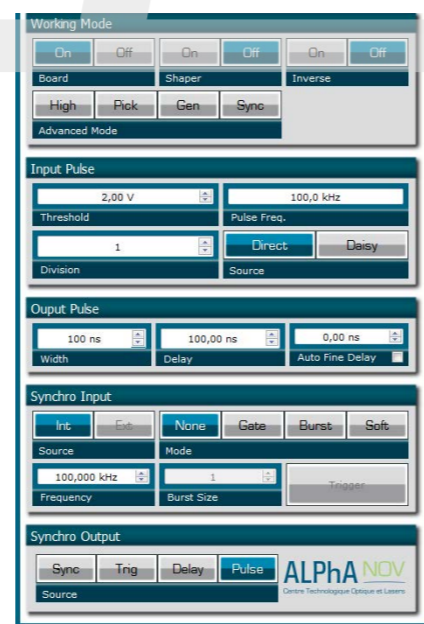 Working Mode
On Off On Off On Off
Board Shaper Inverse
High Pick Gen Sync
Advanced Mode
Input Pulse
2,00 V 100,0 kHz
Threshold Pulse Freq.
1 Direct Daisy
Division Source
Ouput Pulse
100 ns 100,00 ns 0,00 ns
Width Delay Auto Fine Delay
Synchro Input
Int Ext None Gate Burst Soft
Source Mode
100,000 kHz 1 Trigger
Frequency Burst Size
Synchro Output
Sync Trig Delay Pulse ALPhA NOV
Source Centre Technologique Optique et Lasers